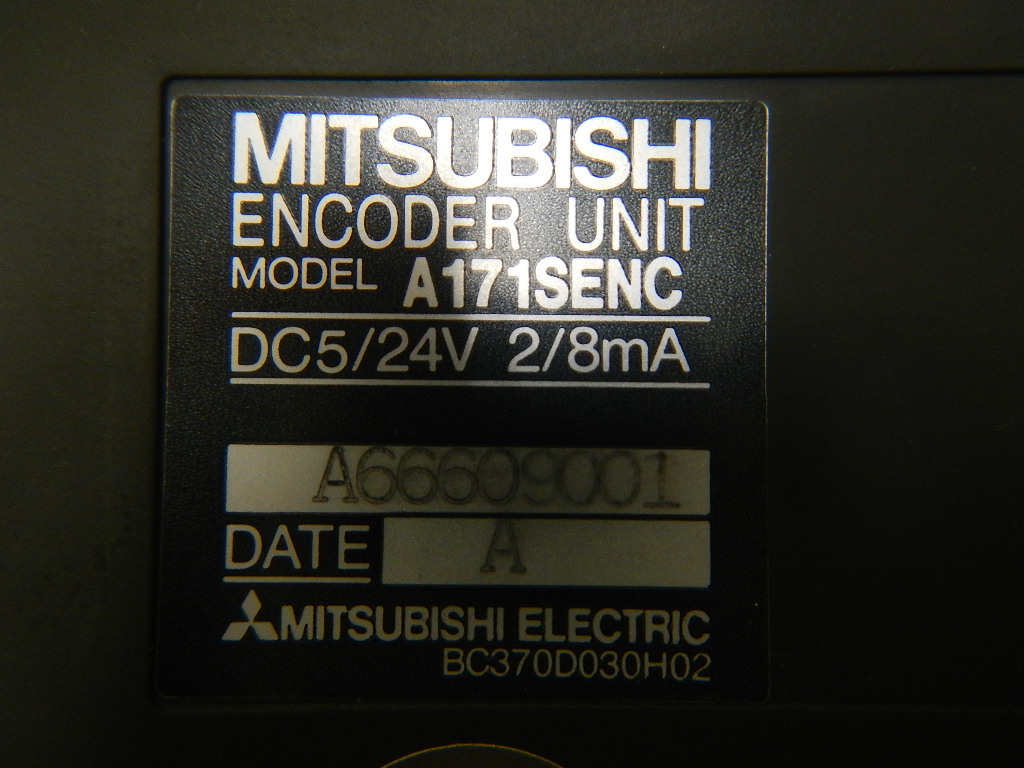 MITSUBISHI
ENCODER UNIT
MODEL A171SENC
DC5/24V 2/8mA
A66609001
DATE A
MITSUBISHI ELECTRIC
BC370D030H02